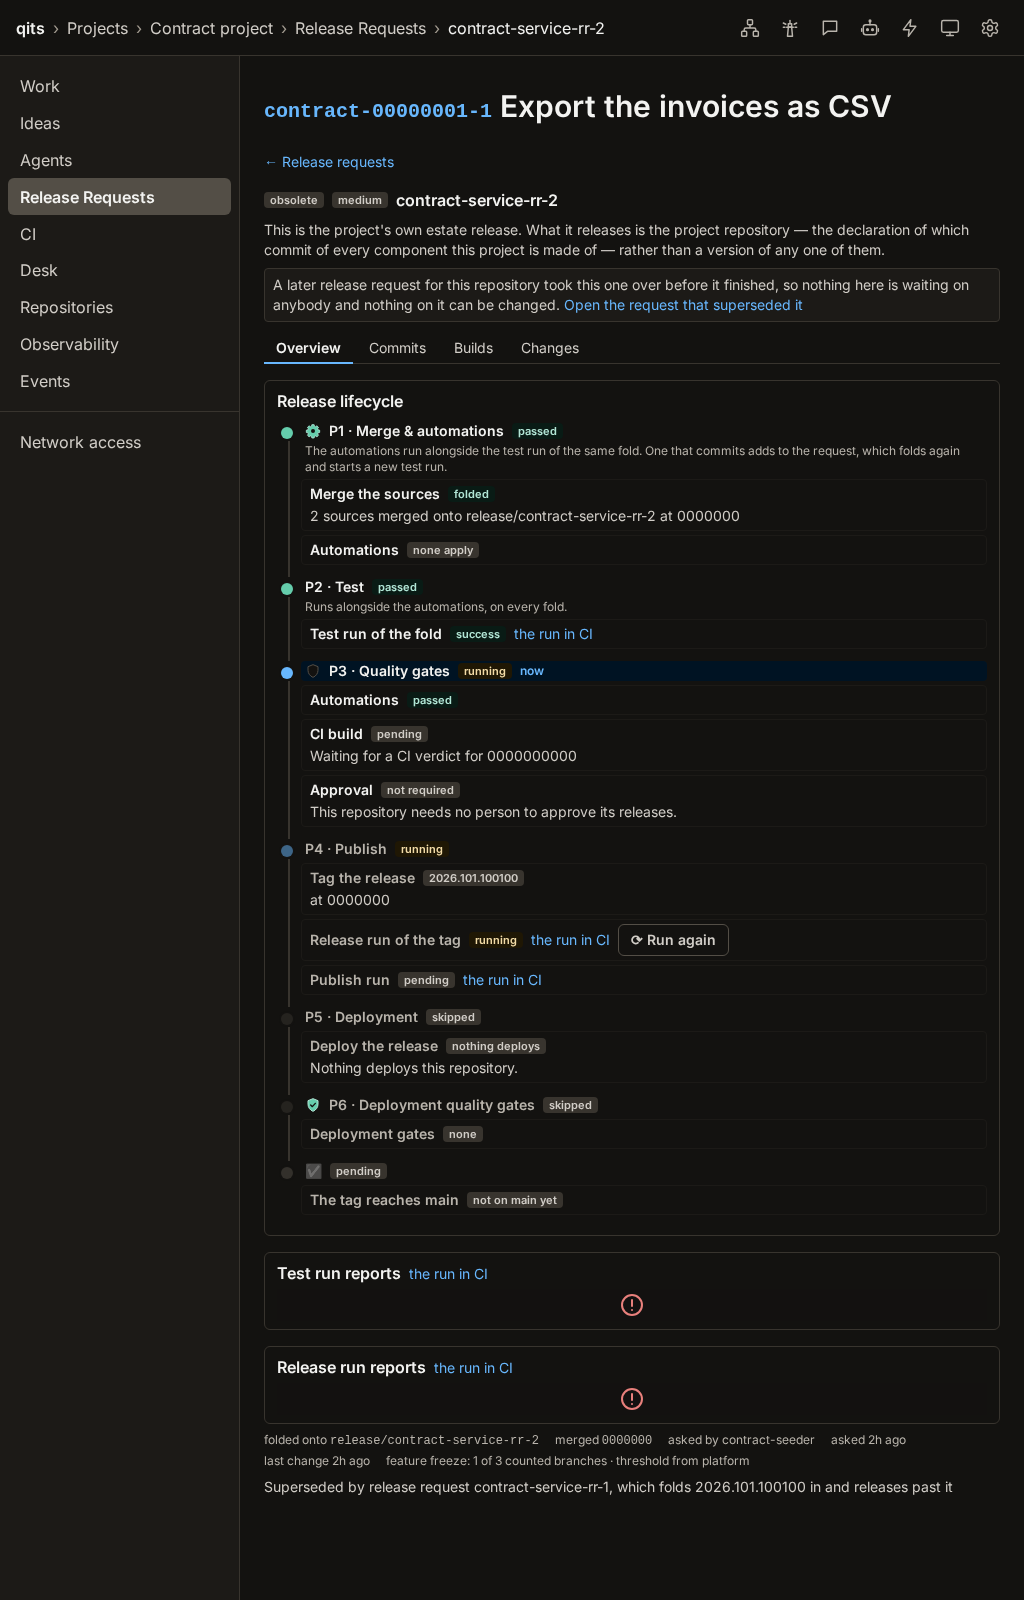 qits › Projects › Contract project › Release Requests › contract-service-rr-2
Work
Ideas
Agents
Release Requests
CI
Desk
Repositories
Observability
Events
Network access
contract-00000001-1 Export the invoices as CSV
← Release requests
obsolete medium contract-service-rr-2
This is the project's own estate release. What it releases is the project repository — the declaration of which
commit of every component this project is made of — rather than a version of any one of them.
A later release request for this repository took this one over before it finished, so nothing here is waiting on
anybody and nothing on it can be changed. Open the request that superseded it
Overview Commits Builds Changes
Release lifecycle
P1 · Merge & automations passed
The automations run alongside the test run of the same fold. One that commits adds to the request, which folds again
and starts a new test run.
Merge the sources folded
2 sources merged onto release/contract-service-rr-2 at 0000000
Automations none apply
P2 · Test passed
Runs alongside the automations, on every fold.
Test run of the fold success the run in CI
P3 · Quality gates running now
Automations passed
CI build pending
Waiting for a CI verdict for 0000000000
Approval not required
This repository needs no person to approve its releases.
P4 · Publish running
Tag the release 2026.101.100100
at 0000000
Release run of the tag running the run in CI ⟳ Run again
Publish run pending the run in CI
P5 · Deployment skipped
Deploy the release nothing deploys
Nothing deploys this repository.
P6 · Deployment quality gates skipped
Deployment gates none
pending
The tag reaches main not on main yet
Test run reports the run in CI
Release run reports the run in CI
folded onto release/contract-service-rr-2 merged 0000000 asked by contract-seeder asked 2h ago
last change 2h ago feature freeze: 1 of 3 counted branches · threshold from platform
Superseded by release request contract-service-rr-1, which folds 2026.101.100100 in and releases past it